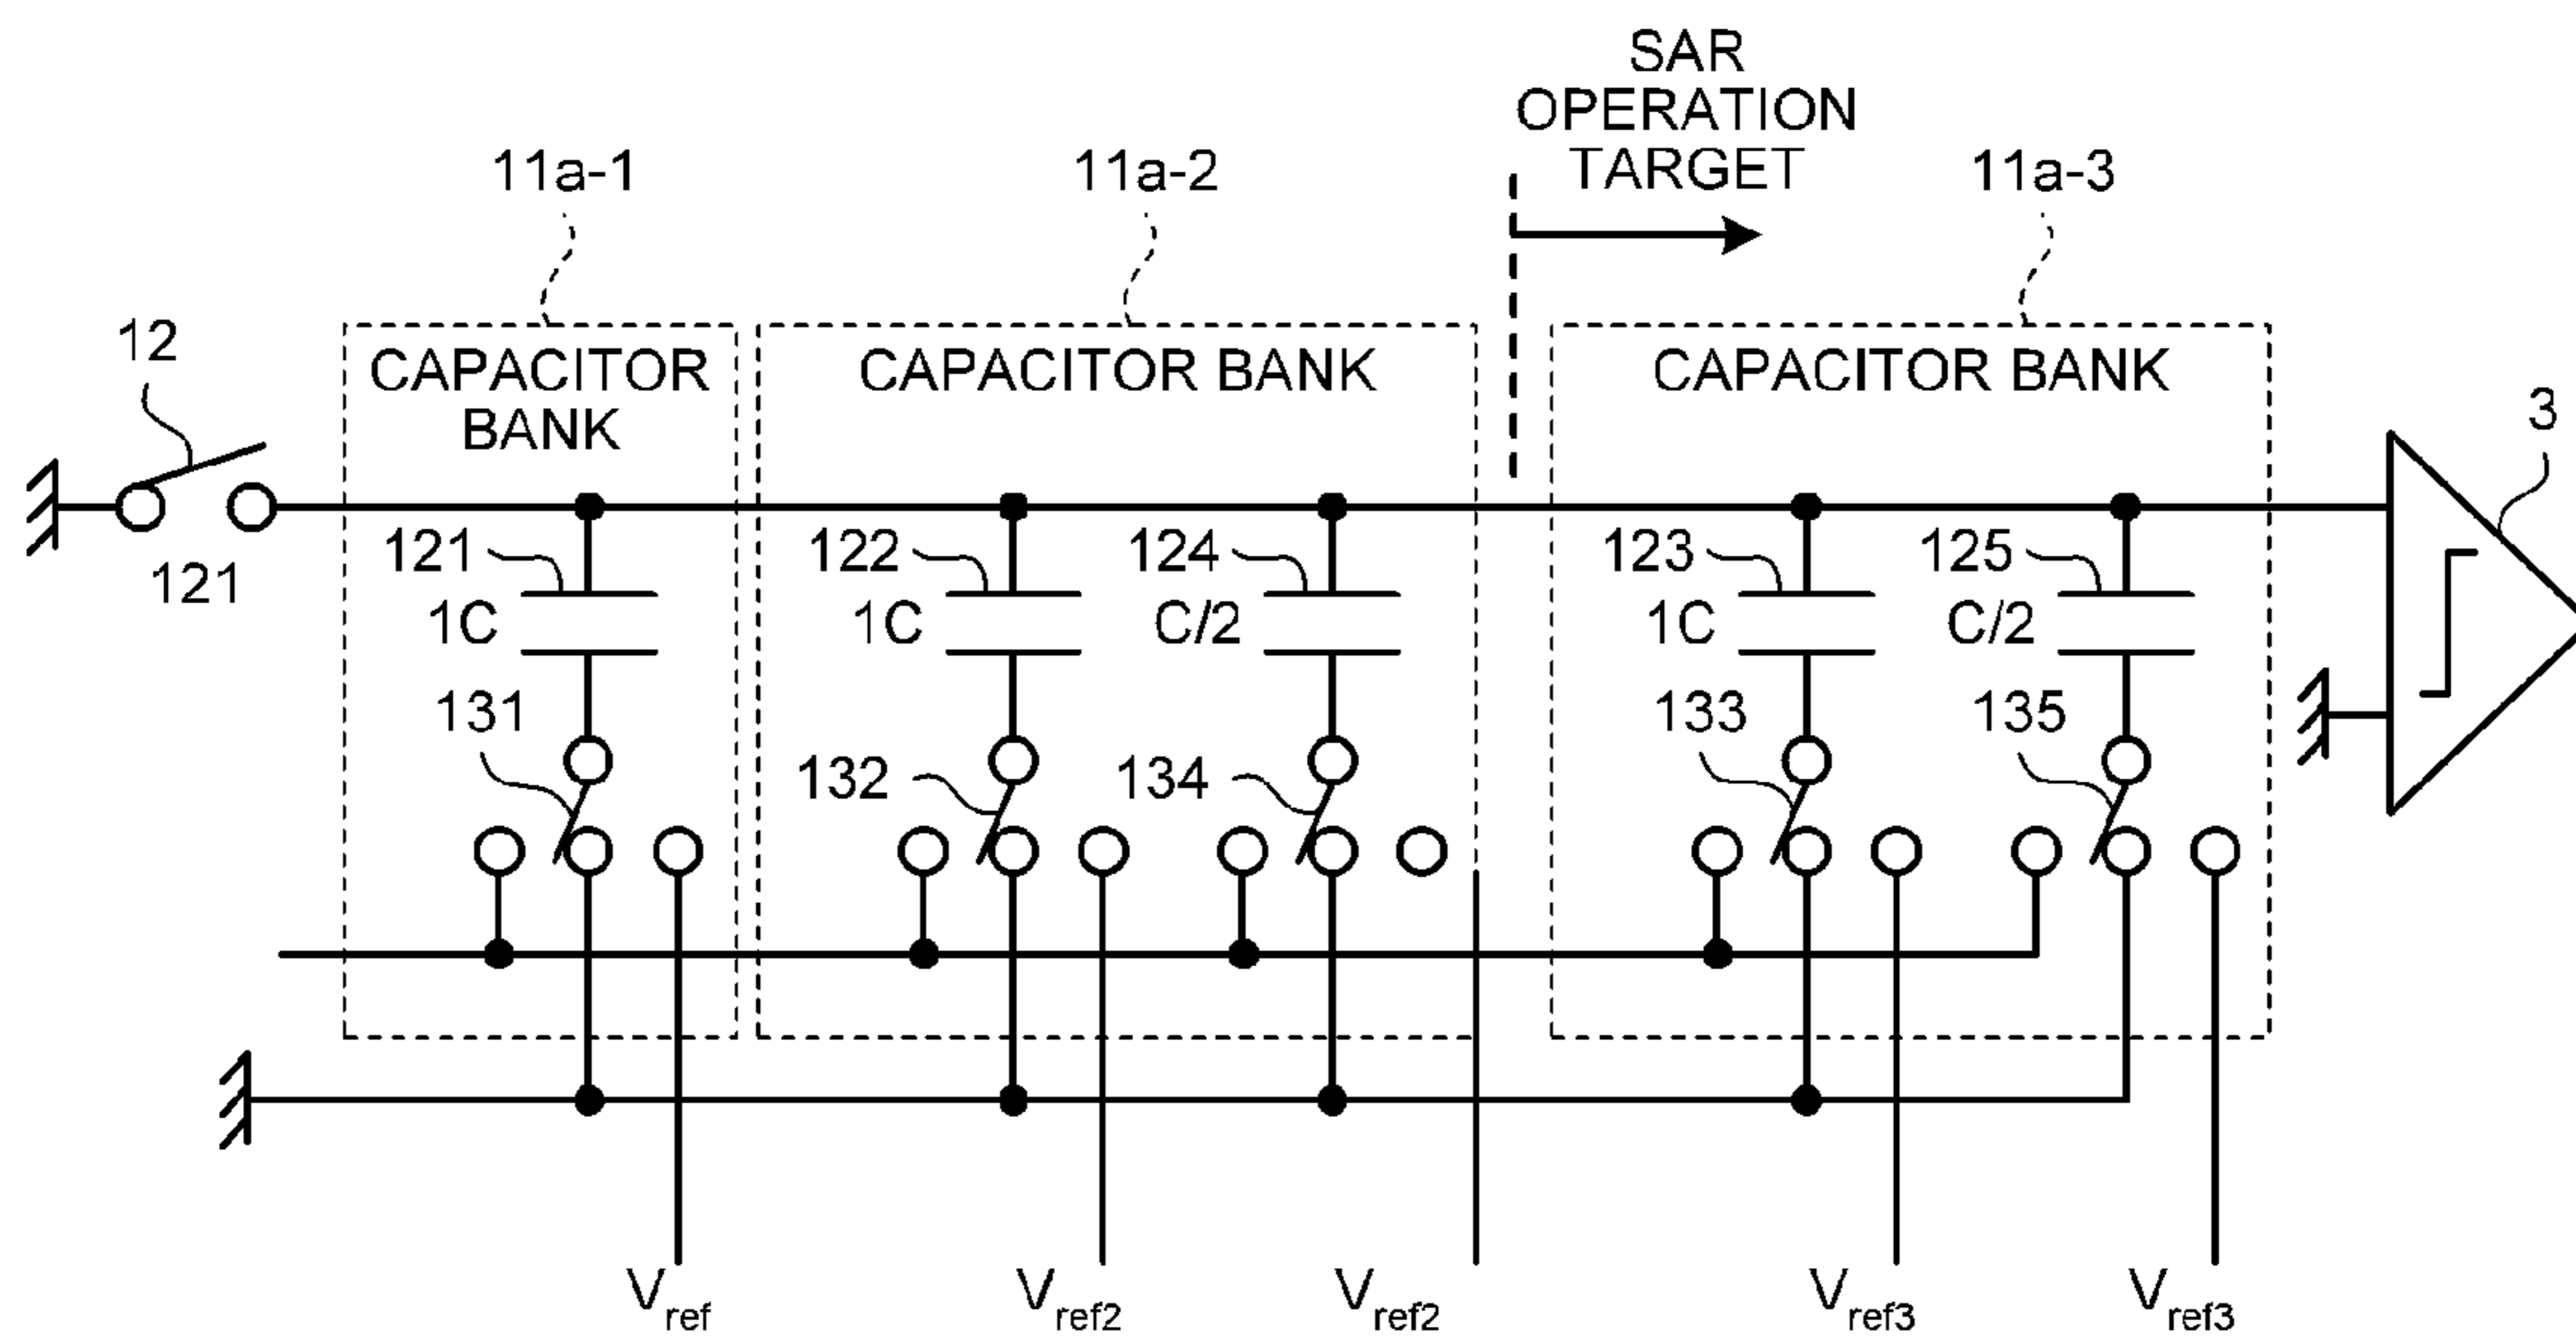 SAR
OPERATION
TARGET
11a-1
11a-2
11a-3
12
CAPACITOR
BANK
CAPACITOR BANK
CAPACITOR BANK
3
121
121
1C
122
1C
124
C/2
123
1C
125
C/2
131
132
134
133
135
Vref
Vref2
Vref2
Vref3
Vref3